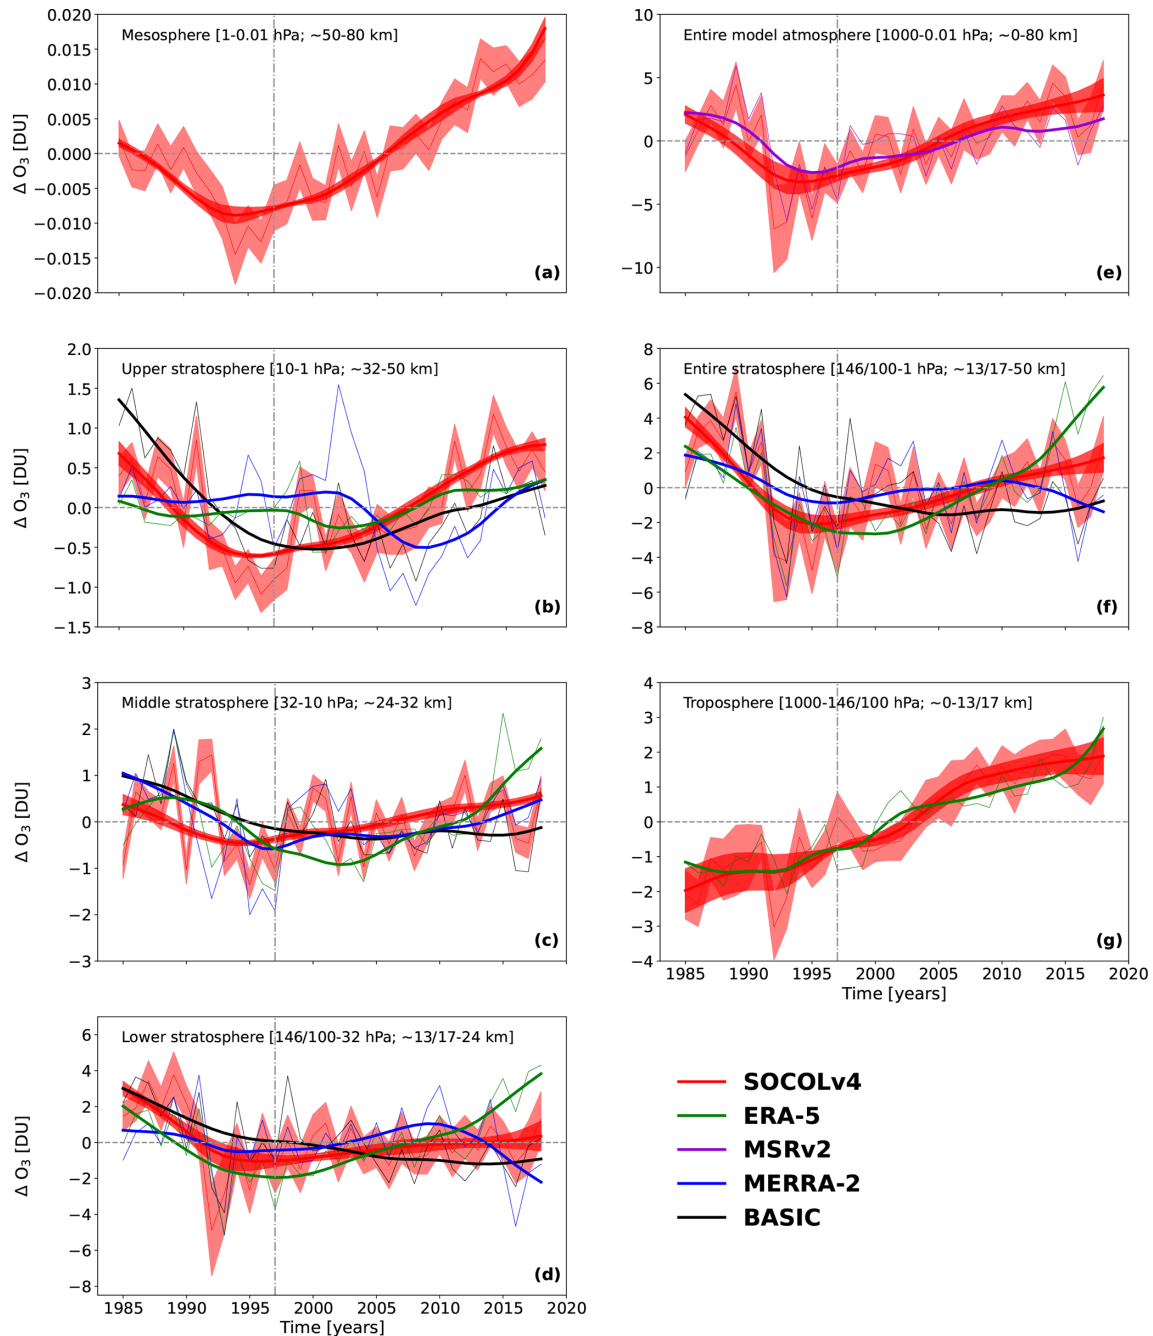 0.020
0.015
0.010
0.005
0.000
−0.005
−0.010
−0.015
−0.020
Δ O3 [DU]
Mesosphere [1-0.01 hPa; ~50-80 km]
(a)
10
5
0
−5
−10
Entire model atmosphere [1000-0.01 hPa; ~0-80 km]
(e)
2.0
1.5
1.0
0.5
0.0
−0.5
−1.0
−1.5
Δ O3 [DU]
Upper stratosphere [10-1 hPa; ~32-50 km]
(b)
8
6
4
2
0
−2
−4
−6
−8
Entire stratosphere [146/100-1 hPa; ~13/17-50 km]
(f)
3
2
1
0
−1
−2
−3
Δ O3 [DU]
Middle stratosphere [32-10 hPa; ~24-32 km]
(c)
4
3
2
1
0
−1
−2
−3
−4
Troposphere [1000-146/100 hPa; ~0-13/17 km]
(g)
1985 1990 1995 2000 2005 2010 2015 2020
Time [years]
6
4
2
0
−2
−4
−6
−8
Δ O3 [DU]
Lower stratosphere [146/100-32 hPa; ~13/17-24 km]
(d)
1985 1990 1995 2000 2005 2010 2015 2020
Time [years]
SOCOLv4
ERA-5
MSRv2
MERRA-2
BASIC